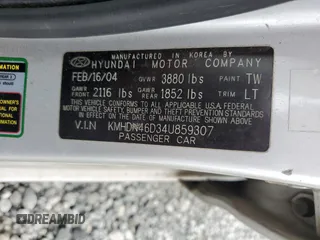 MANUFACTURED IN KOREA BY
HYUNDAI MOTOR COMPANY
FEB/16/04 GVWR 3880 lbs PAINT TW
GAWR FRONT 2116 lbs GAWR REAR 1852 lbs TRIM LT
THIS VEHICLE CONFORMS TO ALL APPLICABLE U.S. FEDERAL
MOTOR VEHICLE SAFETY, BUMPER AND THEFT
PREVENTION STANDARDS IN EFFECT ON THE DATE
OF MANUFACTURE SHOWN ABOVE
V.I.N KMHDN46D34U859307
PASSENGER CAR
OWNER'S
DREAMBID